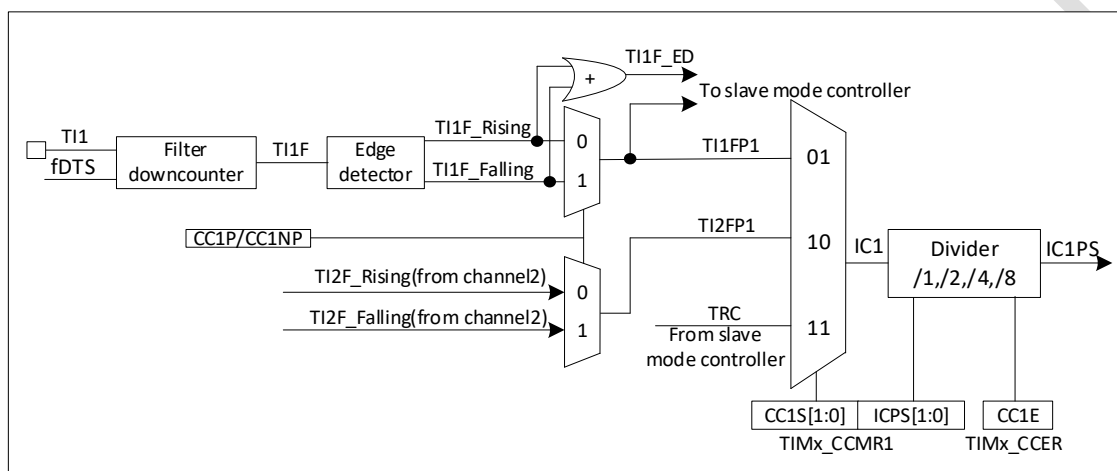 TI1F_ED
To slave mode controller
TI1
fDTS
Filter
downcounter
TI1F
Edge
detector
TI1F_Rising
TI1F_Falling
+
0
1
TI1FP1
01
CC1P/CC1NP
TI2FP1
10
IC1
Divider
/1,/2,/4,/8
IC1PS
TI2F_Rising(from channel2)
TI2F_Falling(from channel2)
0
1
TRC
From slave
mode controller
11
CC1S[1:0]
ICPS[1:0]
CC1E
TIMx_CCMR1
TIMx_CCER